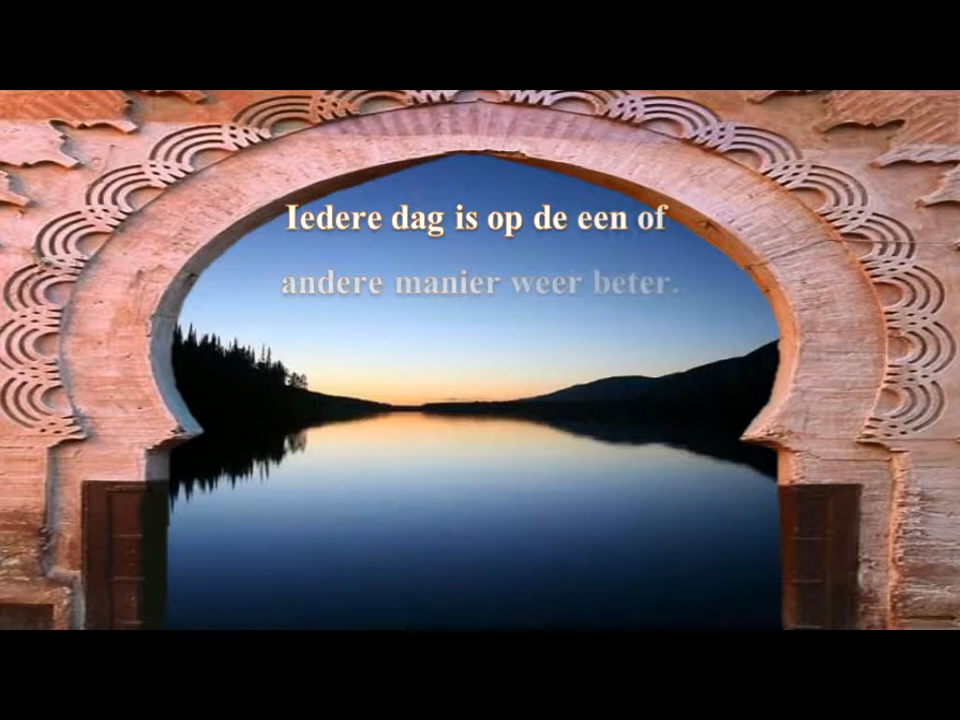 Iedere dag is op de een of
andere manier weer beter.